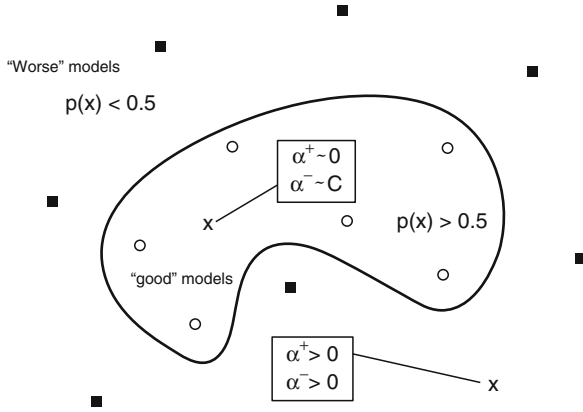 “Worse” models
p(x) < 0.5
α⁺ ~ 0
α⁻ ~ C
x
p(x) > 0.5
“good” models
α⁺ > 0
α⁻ > 0
x